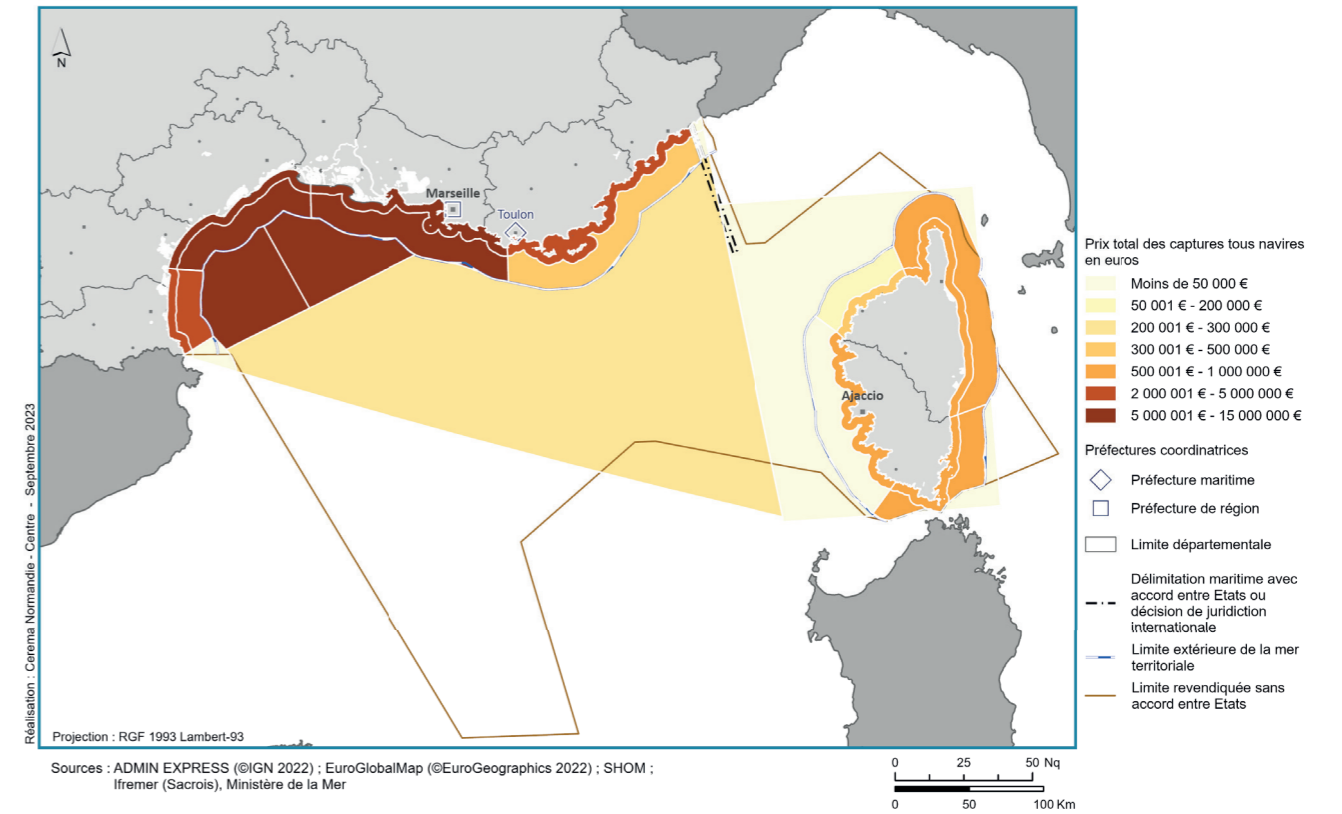 N
Marseille
Toulon
Ajaccio
Réalisation : Cerema Normandie - Centre - Septembre 2023
Projection : RGF 1993 Lambert-93
Prix total des captures tous navires
en euros
Moins de 50 000 €
50 001 € - 200 000 €
200 001 € - 300 000 €
300 001 € - 500 000 €
500 001 € - 1 000 000 €
2 000 001 € - 5 000 000 €
5 000 001 € - 15 000 000 €
Préfectures coordinatrices
Préfecture maritime
Préfecture de région
Limite départementale
Délimitation maritime avec
accord entre Etats ou
décision de juridiction
internationale
Limite extérieure de la mer
territoriale
Limite revendiquée sans
accord entre Etats
Sources : ADMIN EXPRESS (©IGN 2022) ; EuroGlobalMap (©EuroGeographics 2022) ; SHOM ;
Ifremer (Sacrois), Ministère de la Mer
0 25 50 Nq
0 50 100 Km